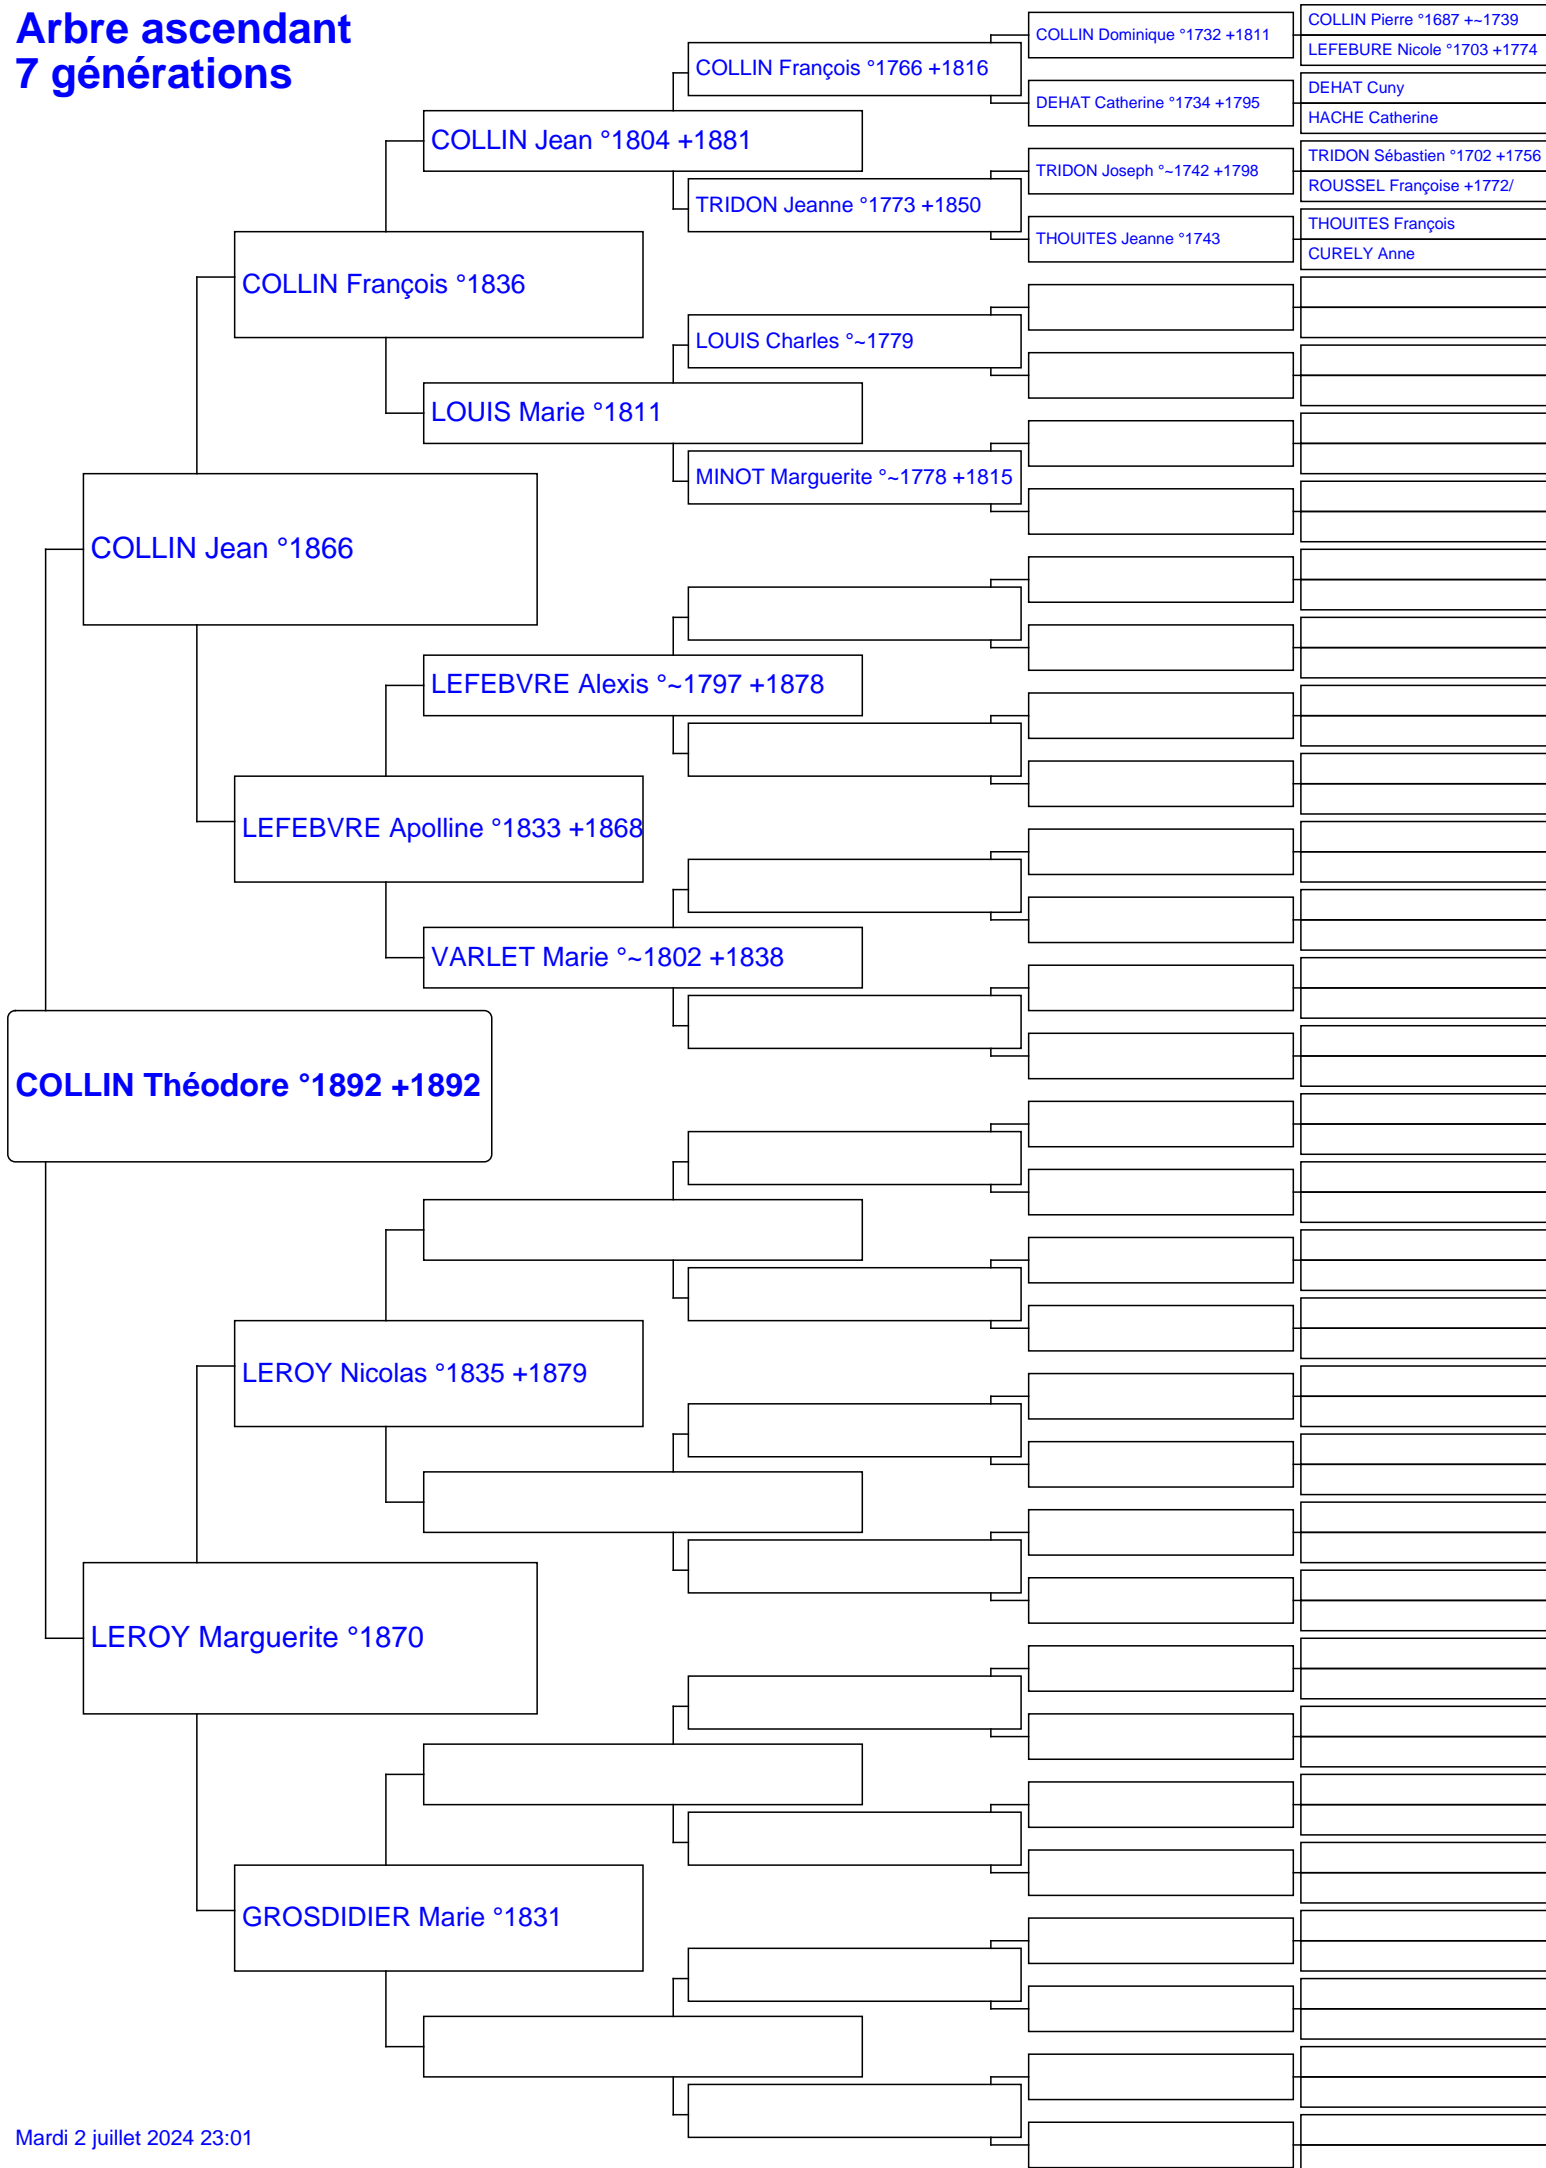 Arbre ascendant
7 générations
COLLIN Pierre °1687 +~1739
COLLIN Dominique °1732 +1811
LEFEBURE Nicole °1703 +1774
COLLIN François °1766 +1816
DEHAT Cuny
DEHAT Catherine °1734 +1795
HACHE Catherine
COLLIN Jean °1804 +1881
TRIDON Sébastien °1702 +1756
TRIDON Joseph °~1742 +1798
ROUSSEL Françoise +1772/
TRIDON Jeanne °1773 +1850
THOUITES François
THOUITES Jeanne °1743
CURELY Anne
COLLIN François °1836
LOUIS Charles °~1779
LOUIS Marie °1811
MINOT Marguerite °~1778 +1815
COLLIN Jean °1866
LEFEBVRE Alexis °~1797 +1878
LEFEBVRE Apolline °1833 +1868
VARLET Marie °~1802 +1838
COLLIN Théodore °1892 +1892
LEROY Nicolas °1835 +1879
LEROY Marguerite °1870
GROSDIDIER Marie °1831
Mardi 2 juillet 2024 23:01